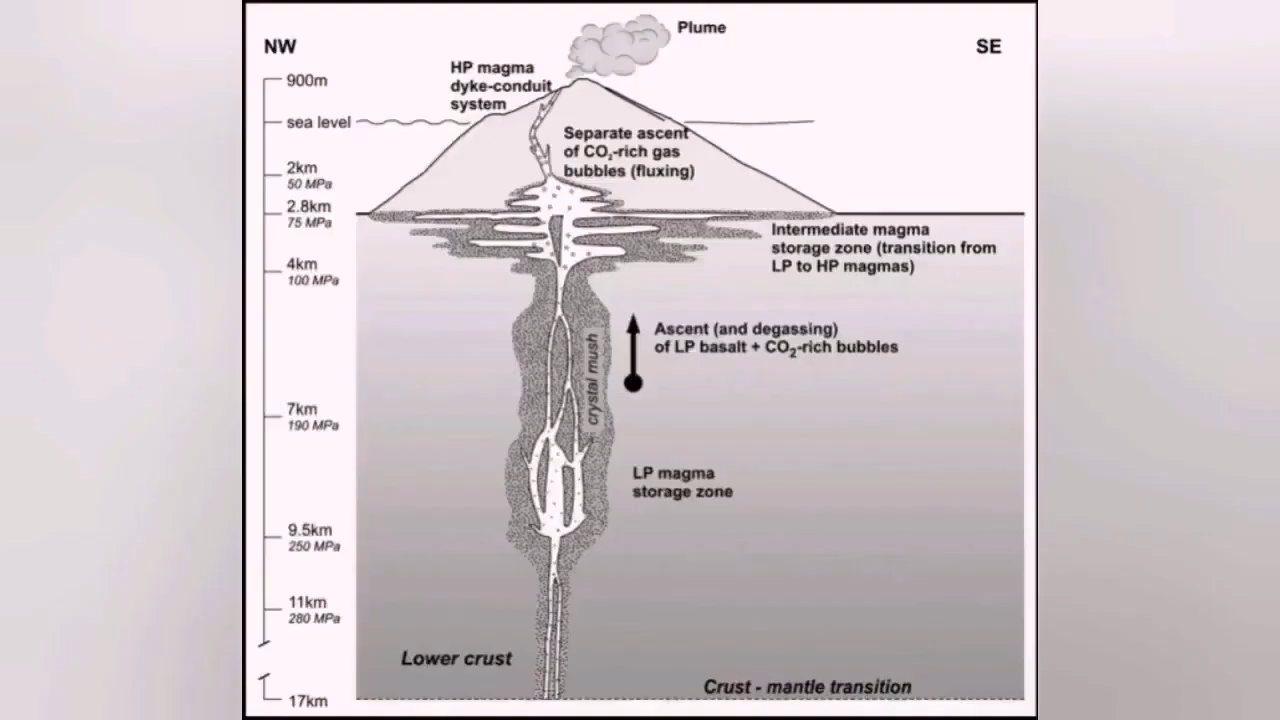 Plume
NW
SE
HP magma
dyke-conduit
system
900m
sea level
Separate ascent
of CO₂-rich gas
bubbles (fluxing)
2km
50 MPa
2.8km
75 MPa
Intermediate magma
storage zone (transition from
LP to HP magmas)
4km
100 MPa
Ascent (and degassing)
of LP basalt + CO₂-rich bubbles
crystal mush
7km
190 MPa
LP magma
storage zone
9.5km
250 MPa
11km
280 MPa
Lower crust
Crust - mantle transition
17km